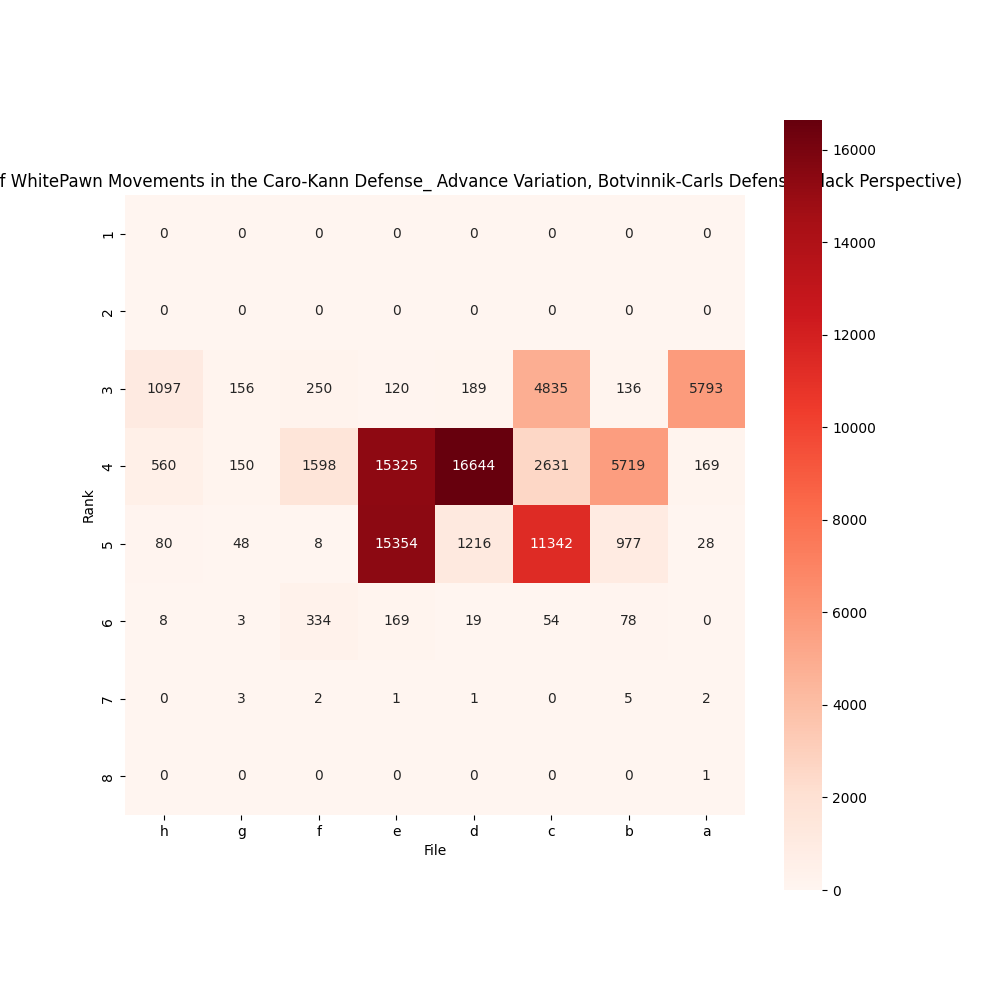 f WhitePawn Movements in the Caro-Kann Defense_ Advance Variation, Botvinnik-Carls Defens lack Perspective)
1 0 0 0 0 0 0 0 0
2 0 0 0 0 0 0 0 0
3 1097 156 250 120 189 4835 136 5793
4 560 150 1598 15325 16644 2631 5719 169
5 80 48 8 15354 1216 11342 977 28
6 8 3 334 169 19 54 78 0
7 0 3 2 1 1 0 5 2
8 0 0 0 0 0 0 0 1
h g f e d c b a
Rank
File
16000
14000
12000
10000
8000
6000
4000
2000
0